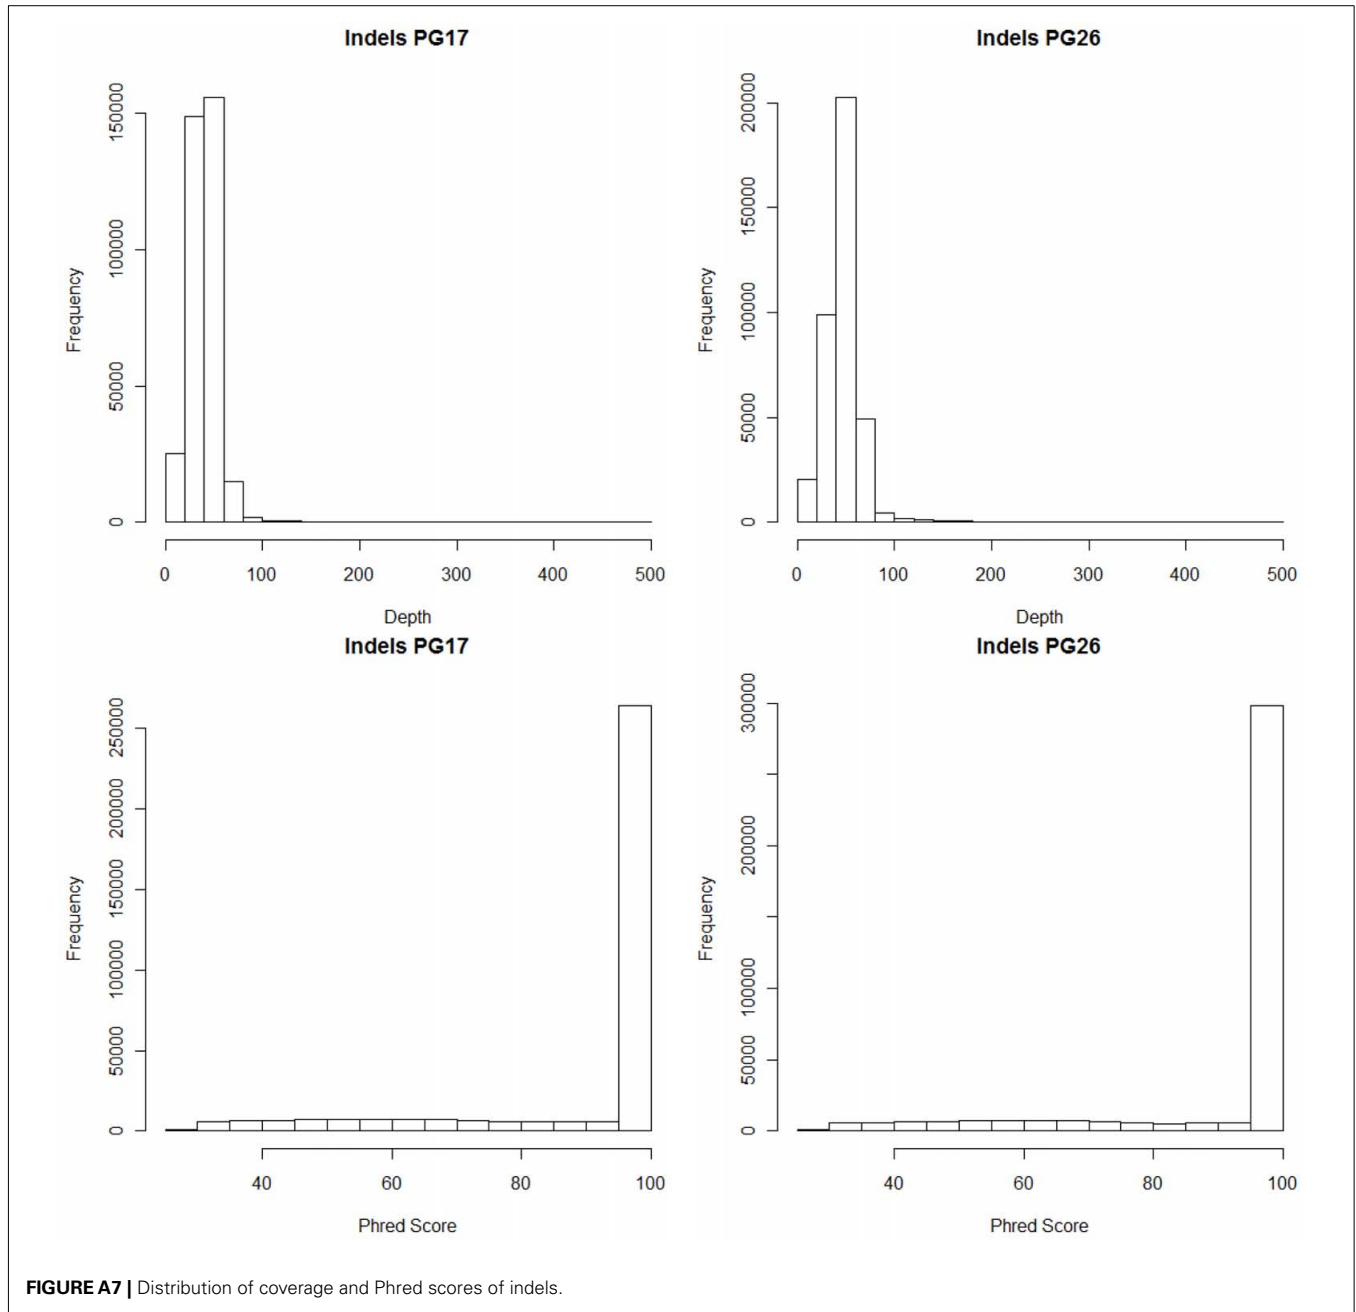 Indels PG17
Frequency
0 50000 100000 150000
0 100 200 300 400 500
Depth
Indels PG26
Frequency
0 50000 100000 150000 200000
0 100 200 300 400 500
Depth
Indels PG17
Frequency
0 50000 100000 150000 200000 250000
40 60 80 100
Phred Score
Indels PG26
Frequency
0 50000 100000 200000 300000
40 60 80 100
Phred Score
FIGURE A7 | Distribution of coverage and Phred scores of indels.